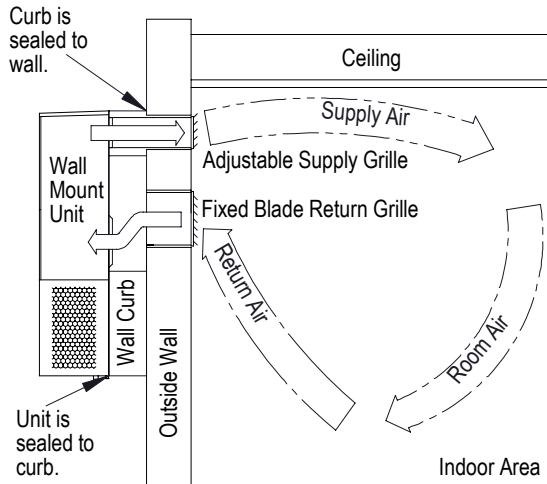 Curb is
sealed to
wall.
Ceiling
Supply Air
Adjustable Supply Grille
Wall
Mount
Unit
Fixed Blade Return Grille
Return Air
Room Air
Wall Curb
Outside Wall
Unit is
sealed to
curb.
Indoor Area